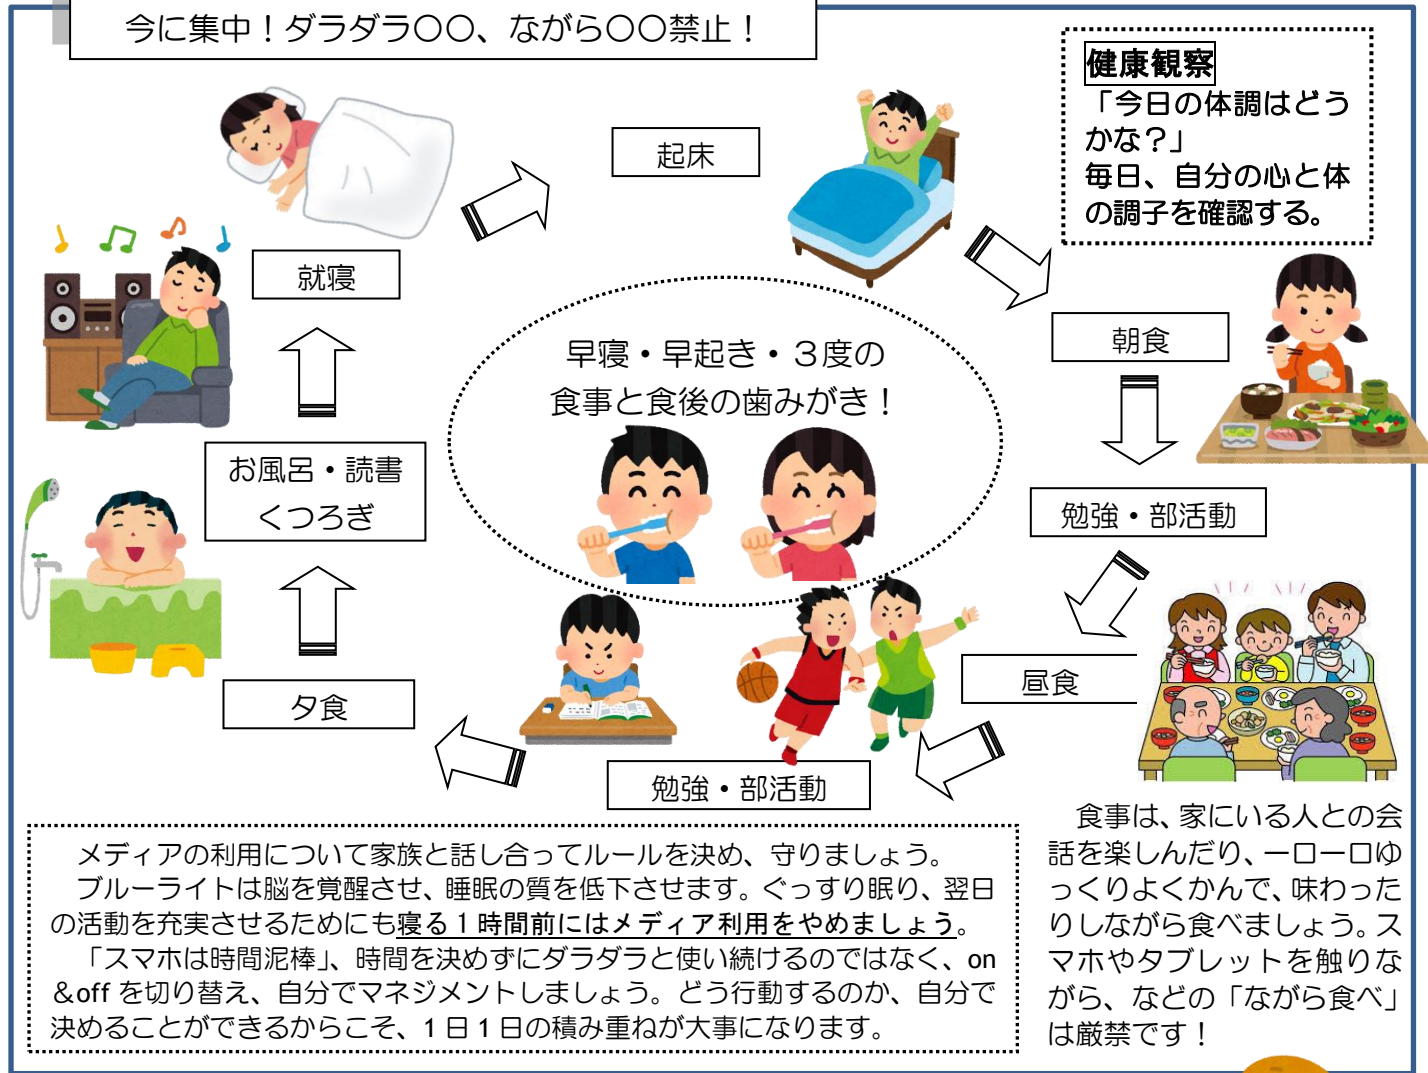 今に集中！ダラダラ〇〇、ながら〇〇禁止！
健康観察
「今日の体調はどう
かな？」
毎日、自分の心と体
の調子を確認する。
起床
就寝
朝食
早寝・早起き・３度の
食事と食後の歯みがき！
お風呂・読書
くつろぎ
勉強・部活動
昼食
夕食
勉強・部活動
メディアの利用について家族と話し合ってルールを決め、守りましょう。
ブルーライトは脳を覚醒させ、睡眠の質を低下させます。ぐっすり眠り、翌日
の活動を充実させるためにも寝る１時間前にはメディア利用をやめましょう。
「スマホは時間泥棒」、時間を決めずにダラダラと使い続けるのではなく、on
＆off を切り替え、自分でマネジメントしましょう。どう行動するのか、自分で
決めることができるからこそ、１日１日の積み重ねが大事になります。
食事は、家にいる人との会
話を楽しんだり、一口一口ゆ
っくりよくかんで、味わった
りしながら食べましょう。ス
マホやタブレットを触りな
がら、などの「ながら食べ」
は厳禁です！